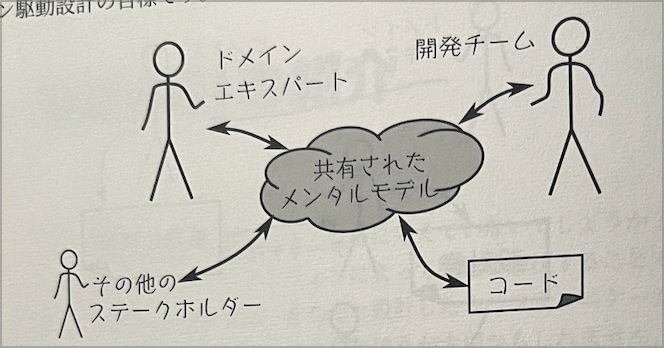 ン駆動設計の目標です。
ドメイン
エキスパート
開発チーム
共有された
メンタルモデル
その他の
ステークホルダー
コード